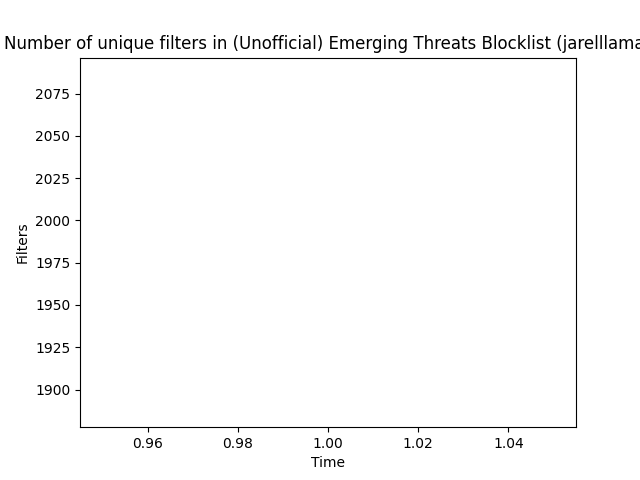 Number of unique filters in (Unofficial) Emerging Threats Blocklist (jarelllama
2075
2050
2025
2000
1975
1950
1925
1900
Filters
0.96 0.98 1.00 1.02 1.04
Time